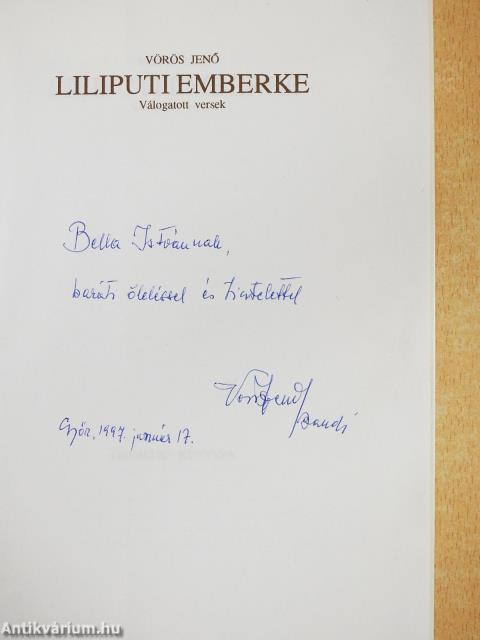 VÖRÖS JENŐ
LILIPUTI EMBERKE
Válogatott versek
Bella Istvánnak,
baráti öleléssel és tisztelettel
Vörös Jenő
Győr, 1997. január 17.
Antikvárium.hu